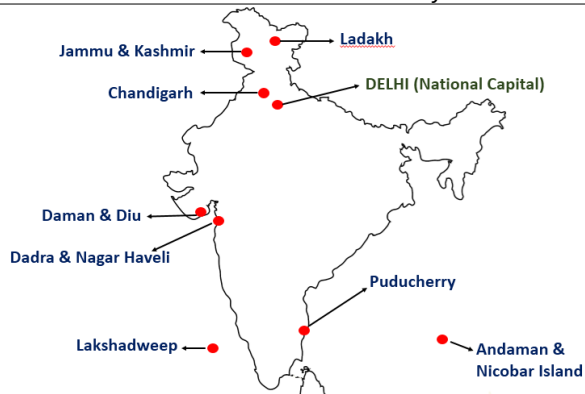 Ladakh
Jammu & Kashmir
DELHI (National Capital)
Chandigarh
Daman & Diu
Dadra & Nagar Haveli
Puducherry
Lakshadweep
Andaman &
Nicobar Island